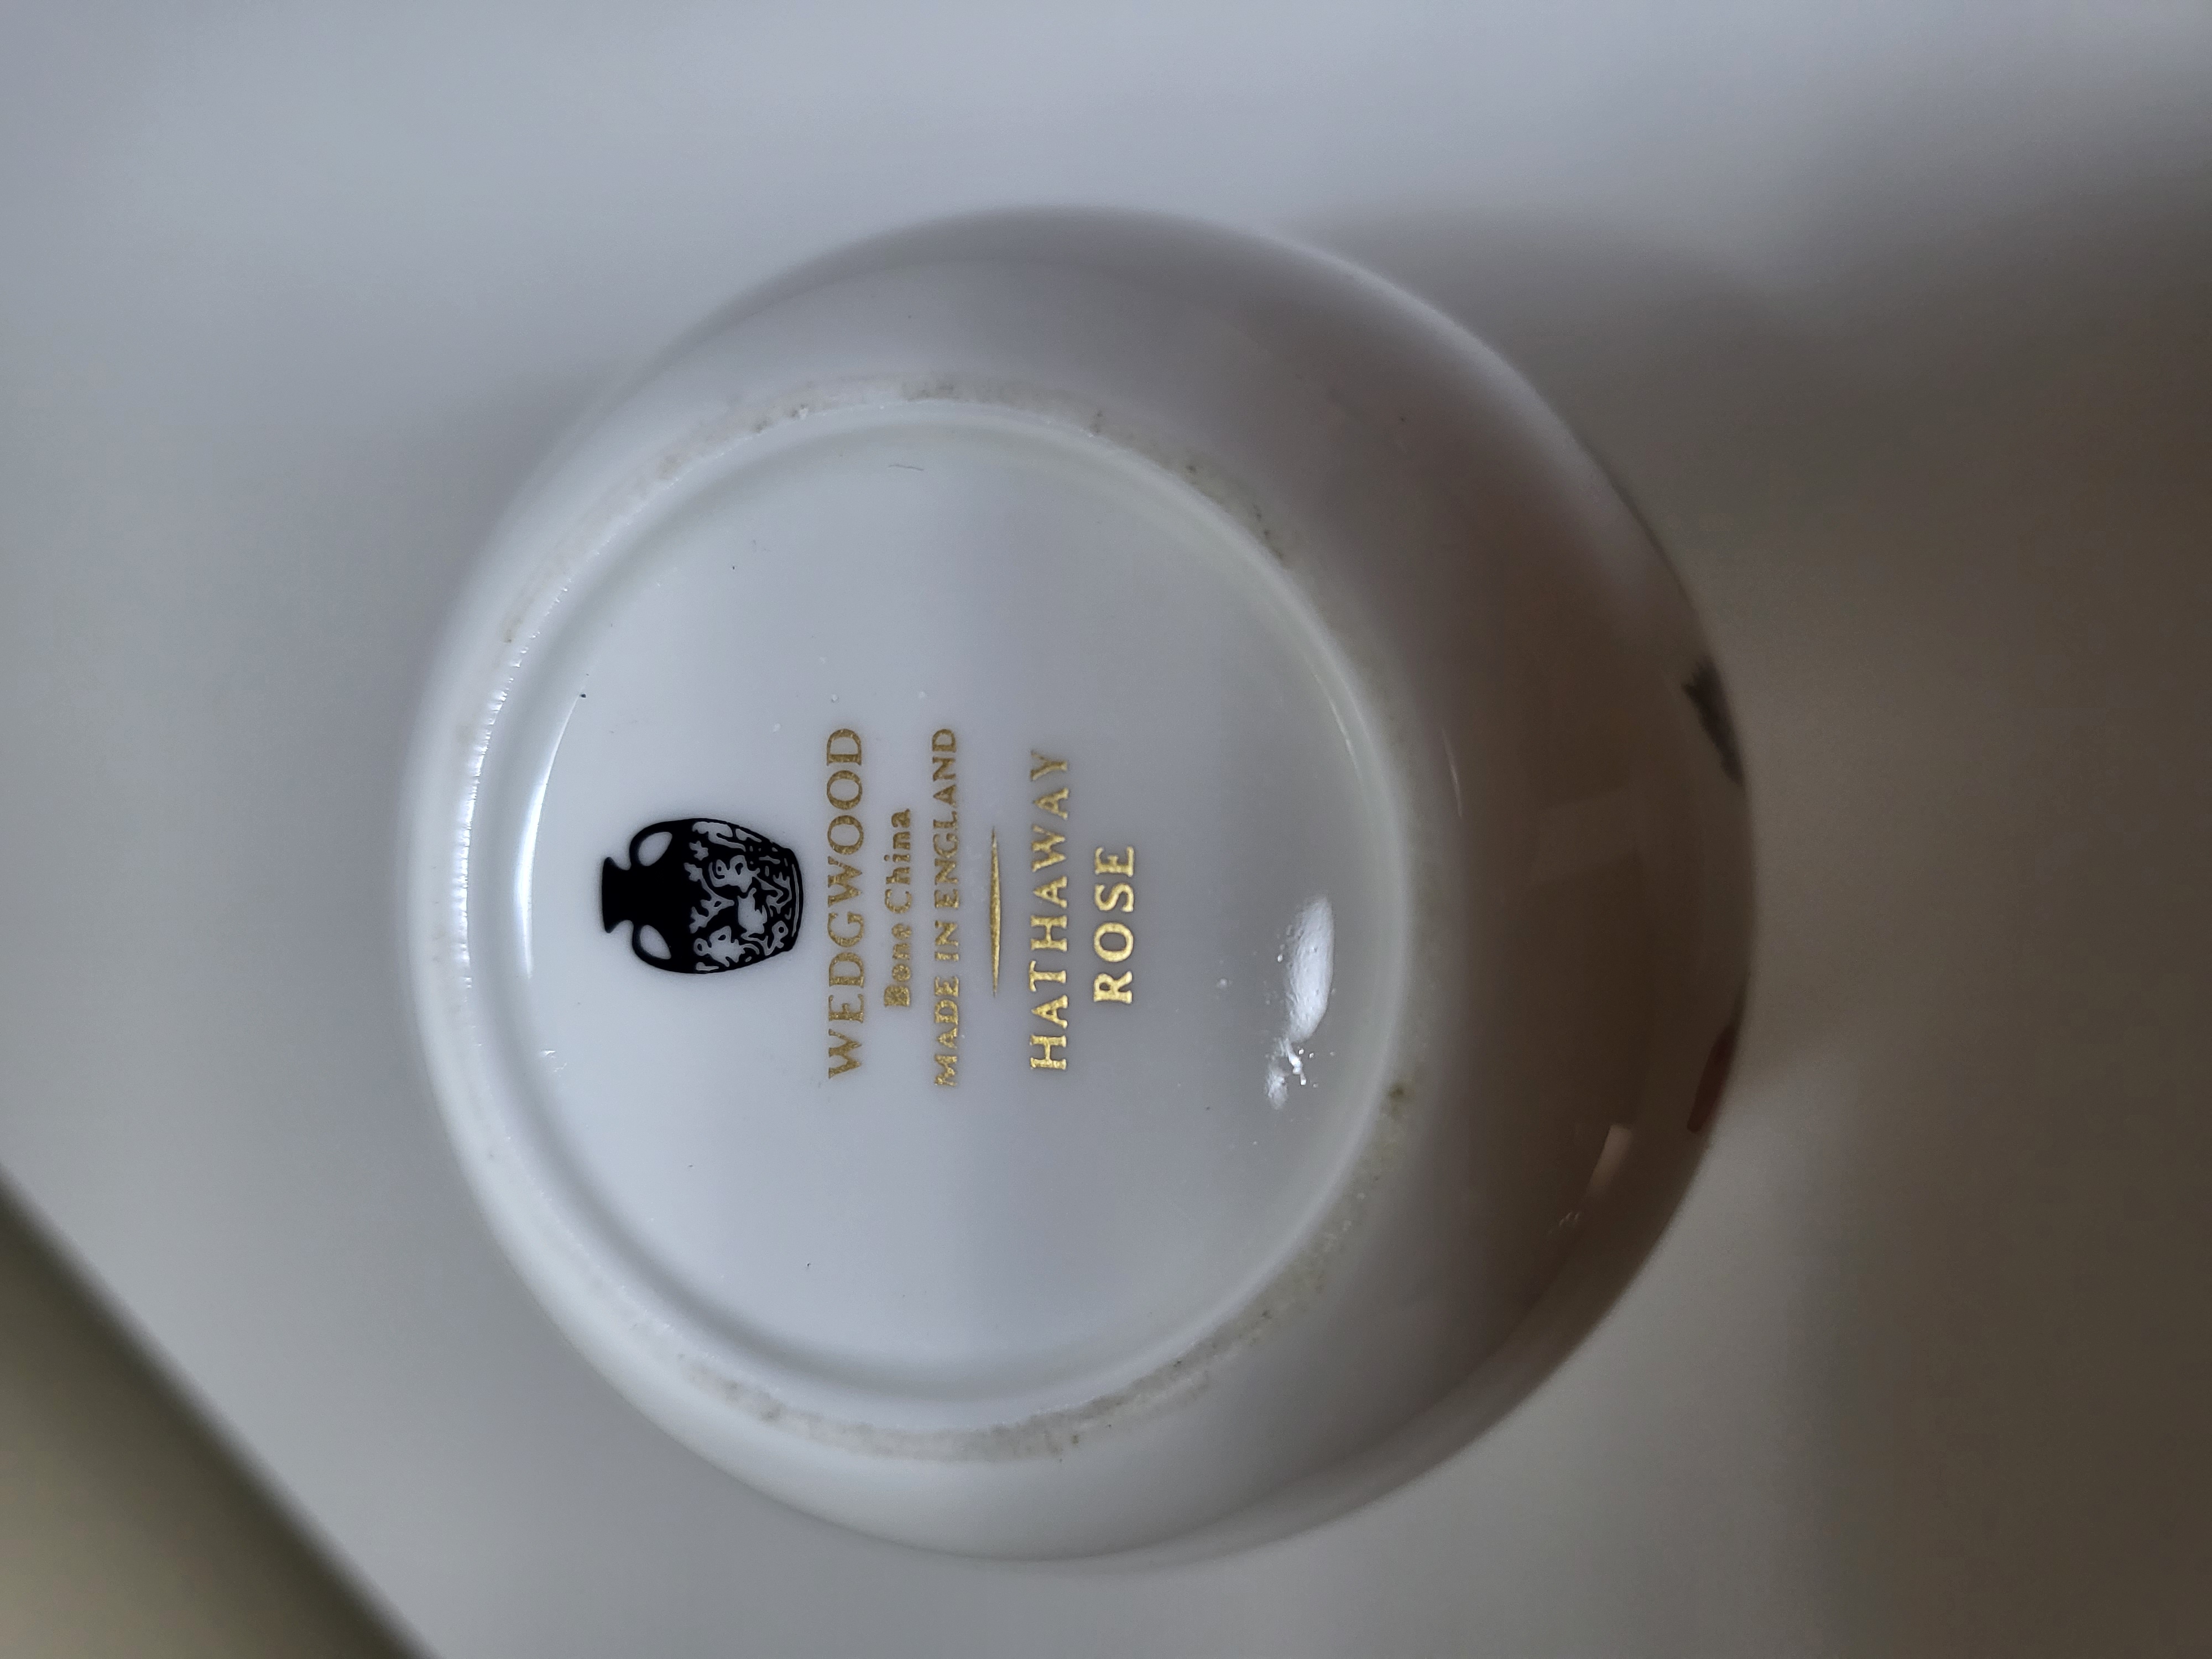 WEDGWOOD
Bone China
MADE IN ENGLAND
HATHAWAY
ROSE